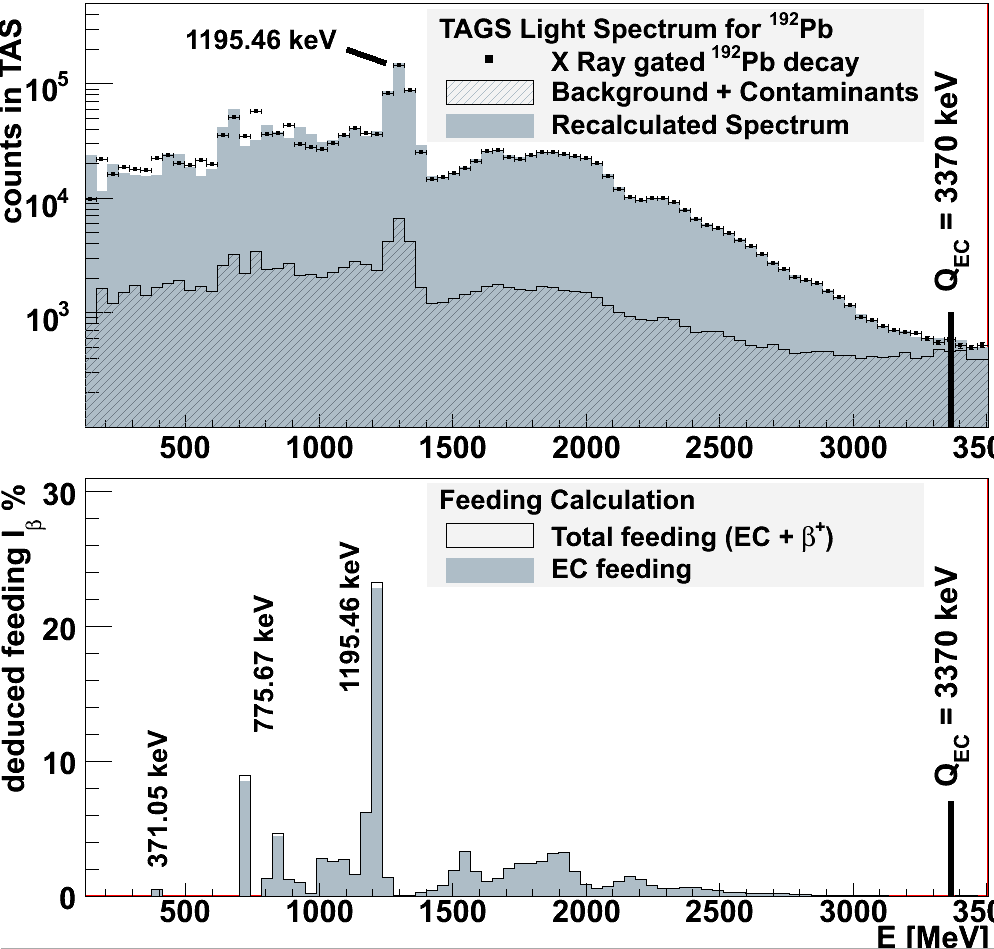 1195.46 keV
TAGS Light Spectrum for ¹⁹²Pb
X Ray gated ¹⁹²Pb decay
Background + Contaminants
Recalculated Spectrum
counts in TAS
10⁵
10⁴
10³
Q_EC = 3370 keV
500 1000 1500 2000 2500 3000 350
Feeding Calculation
Total feeding (EC + β⁺)
EC feeding
deduced feeding I_β %
30
20
10
0
371.05 keV
775.67 keV
1195.46 keV
Q_EC = 3370 keV
500 1000 1500 2000 2500 3000 350
E [MeV]